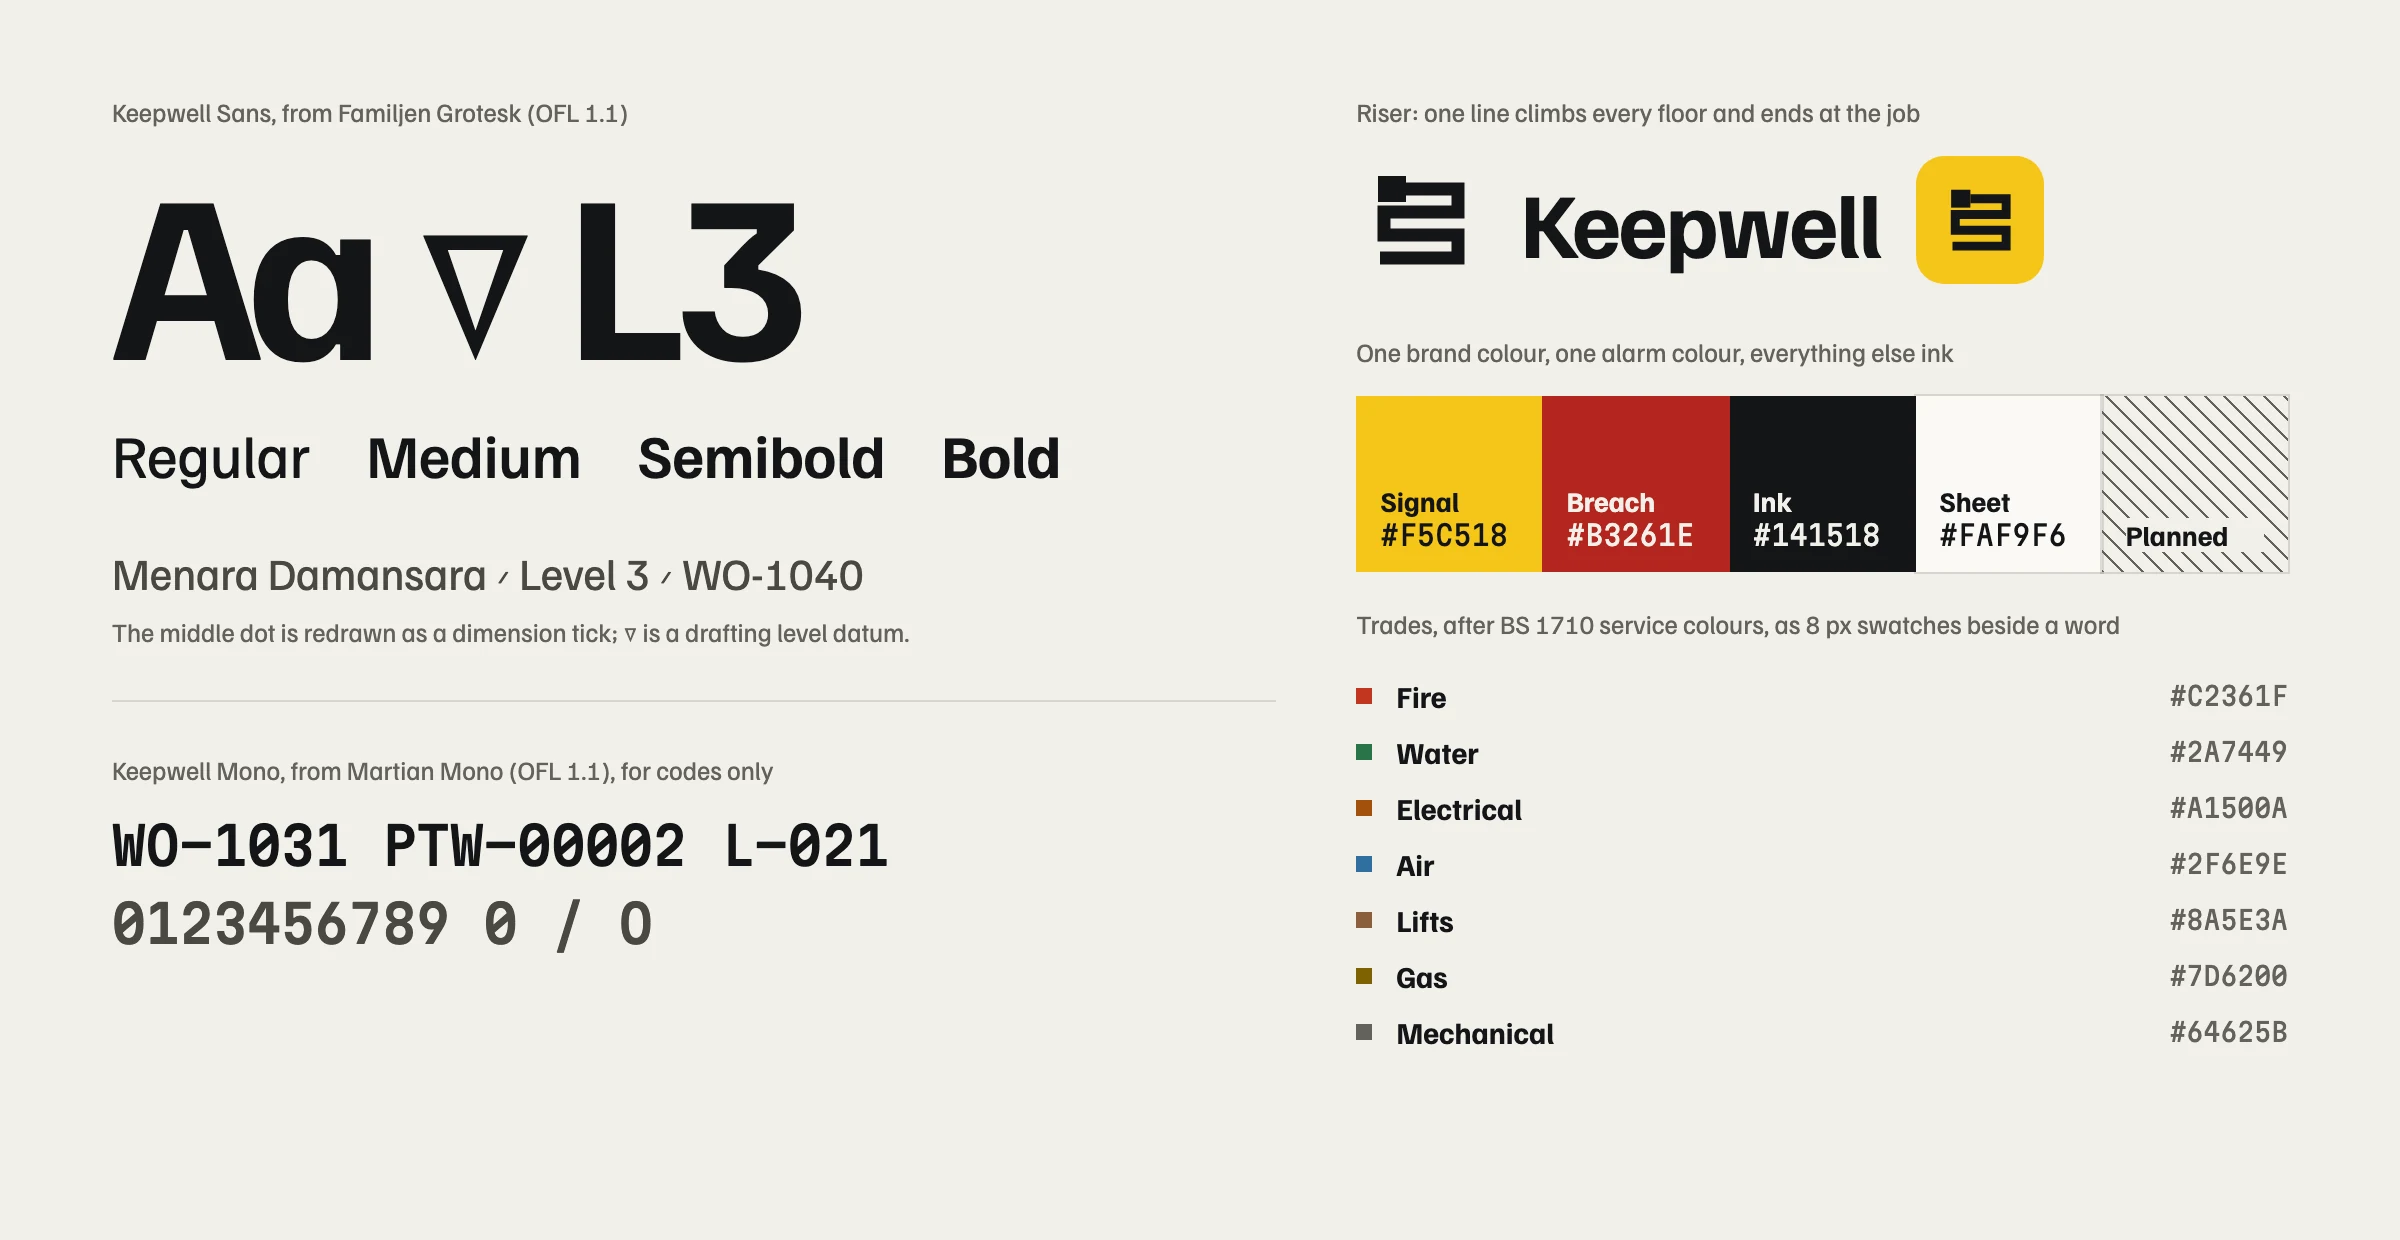 Keepwell Sans, from Familjen Grotesk (OFL 1.1)
Aa ▿ L3
Regular Medium Semibold Bold
Menara Damansara ⸝ Level 3 ⸝ WO-1040
The middle dot is redrawn as a dimension tick; ▿ is a drafting level datum.
Keepwell Mono, from Martian Mono (OFL 1.1), for codes only
WO-1031 PTW-00002 L-021
0123456789 0 / O
Riser: one line climbs every floor and ends at the job
Keepwell
One brand colour, one alarm colour, everything else ink
Signal
#F5C518
Breach
#B3261E
Ink
#141518
Sheet
#FAF9F6
Planned
Trades, after BS 1710 service colours, as 8 px swatches beside a word
Fire #C2361F
Water #2A7449
Electrical #A1500A
Air #2F6E9E
Lifts #8A5E3A
Gas #7D6200
Mechanical #64625B